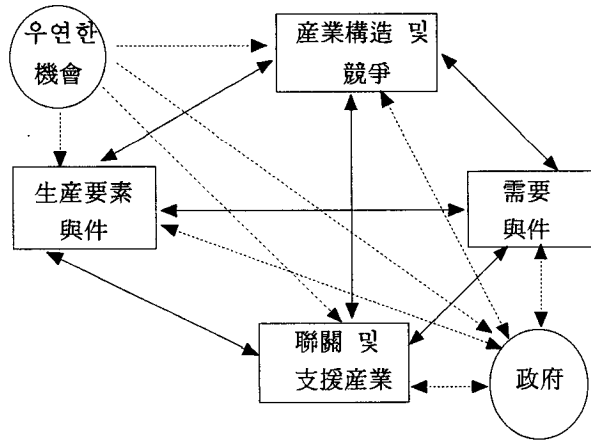 우연한
機會
産業構造 및
競爭
生産要素
與件
需要
與件
聯關 및
支援産業
政府